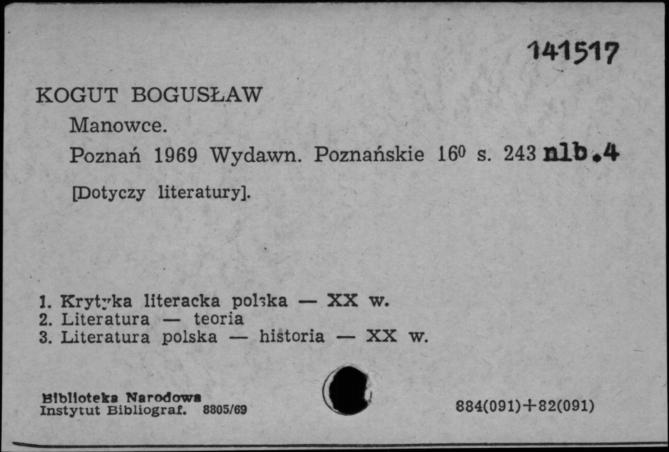 141517
KOGUT BOGUSŁAW
Manowce.
Poznań 1969 Wydawn. Poznańskie 16⁰ s. 243 nlb.4
[Dotyczy literatury].
1. Krytyka literacka polska — XX w.
2. Literatura — teoria
3. Literatura polska — historia — XX w.
Biblioteka Narodowa
Instytut Bibliograf. 8805/69
884(091)+82(091)